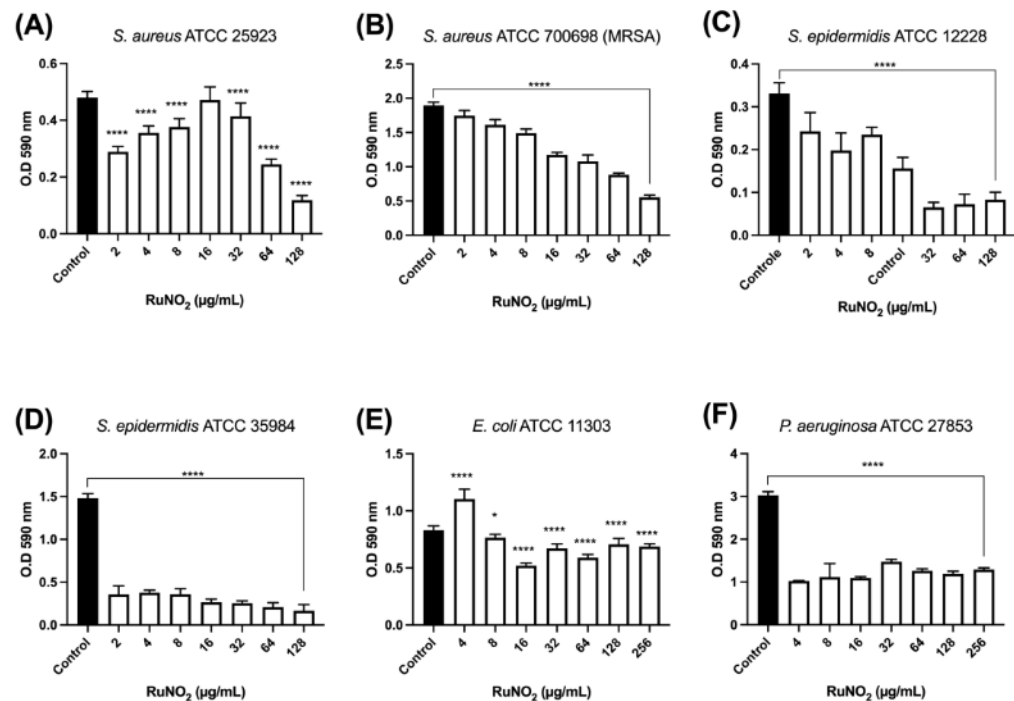 (A)
S. aureus ATCC 25923
O.D 590 nm
0.6
0.4
0.2
0.0
**** **** **** **** **** ****
Control 2 4 8 16 32 64 128
RuNO₂ (µg/mL)
(B)
S. aureus ATCC 700698 (MRSA)
O.D 590 nm
2.5
2.0
1.5
1.0
0.5
0.0
****
Control 2 4 8 16 32 64 128
RuNO₂ (µg/mL)
(C)
S. epidermidis ATCC 12228
O.D 590 nm
0.4
0.3
0.2
0.1
0.0
****
Controle 2 4 8 Control 32 64 128
RuNO₂ (µg/mL)
(D)
S. epidermidis ATCC 35984
O.D 590 nm
2.0
1.5
1.0
0.5
0.0
****
Control 2 4 8 16 32 64 128
RuNO₂ (µg/mL)
(E)
E. coli ATCC 11303
O.D 590 nm
1.5
1.0
0.5
0.0
**** * **** **** **** **** ****
Control 4 8 16 32 64 128 256
RuNO₂ (µg/mL)
(F)
P. aeruginosa ATCC 27853
O.D 590 nm
4
3
2
1
0
****
Control 4 8 16 32 64 128 256
RuNO₂ (µg/mL)